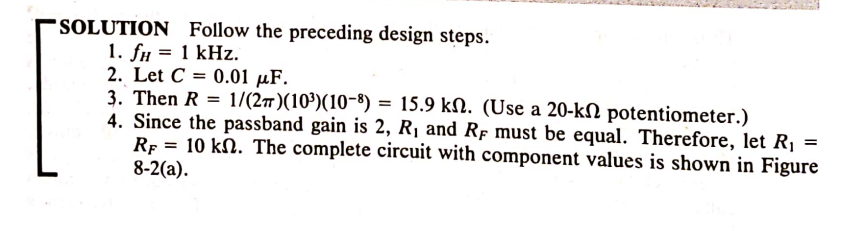 SOLUTION Follow the preceding design steps.
1. fH = 1 kHz.
2. Let C = 0.01 μF.
3. Then R = 1/(2π)(10³)(10⁻⁸) = 15.9 kΩ. (Use a 20-kΩ potentiometer.)
4. Since the passband gain is 2, R₁ and RF must be equal. Therefore, let R₁ =
RF = 10 kΩ. The complete circuit with component values is shown in Figure
8-2(a).